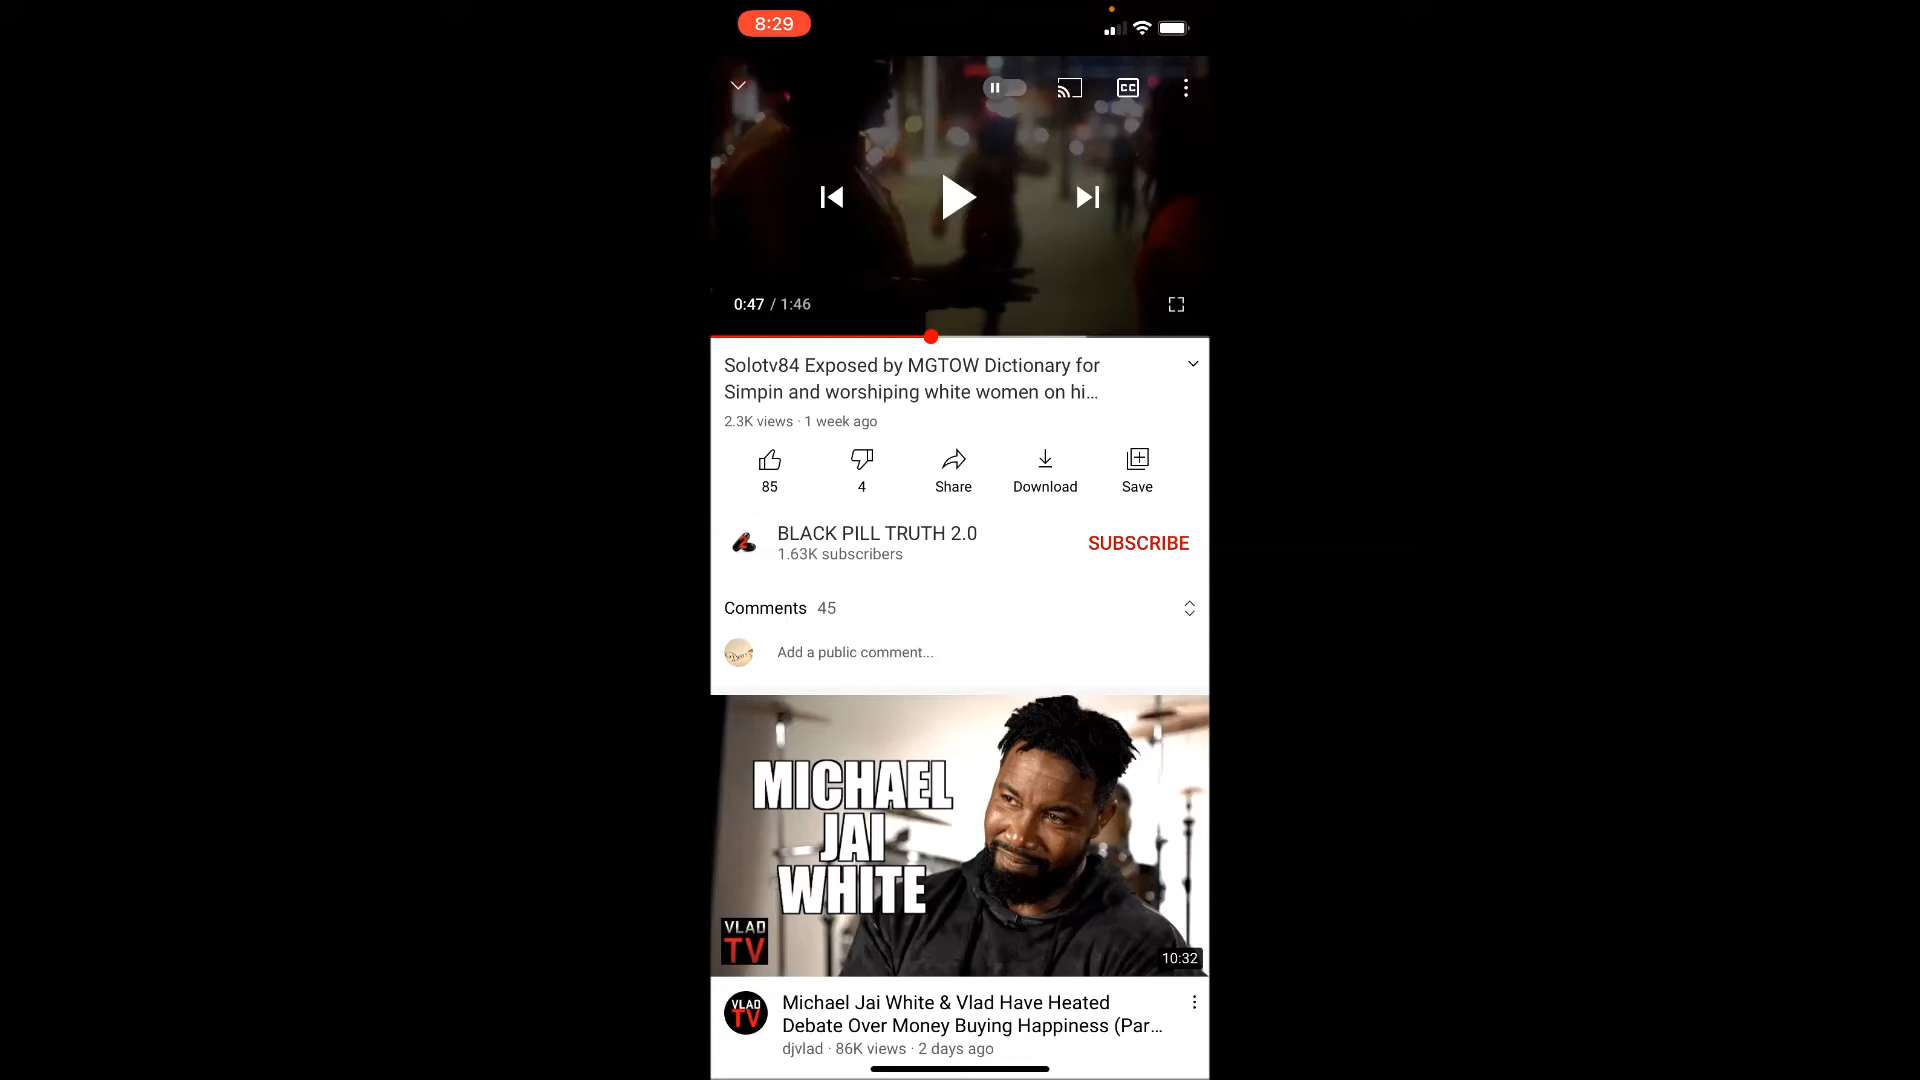 8:29
CC
0:47 / 1:46
Solotv84 Exposed by MGTOW Dictionary for
Simpin and worshiping white women on hi...
2.3K views · 1 week ago
85
4
Share
Download
Save
BLACK PILL TRUTH 2.0
1.63K subscribers
SUBSCRIBE
Comments 45
Add a public comment...
MICHAEL
JAI
WHITE
VLAD
TV
10:32
VLAD
TV
Michael Jai White & Vlad Have Heated
Debate Over Money Buying Happiness (Par...
djvlad · 86K views · 2 days ago